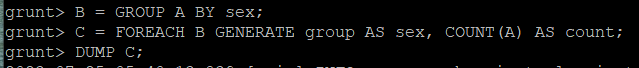 grunt> B = GROUP A BY sex;
grunt> C = FOREACH B GENERATE group AS sex, COUNT(A) AS count;
grunt> DUMP C;